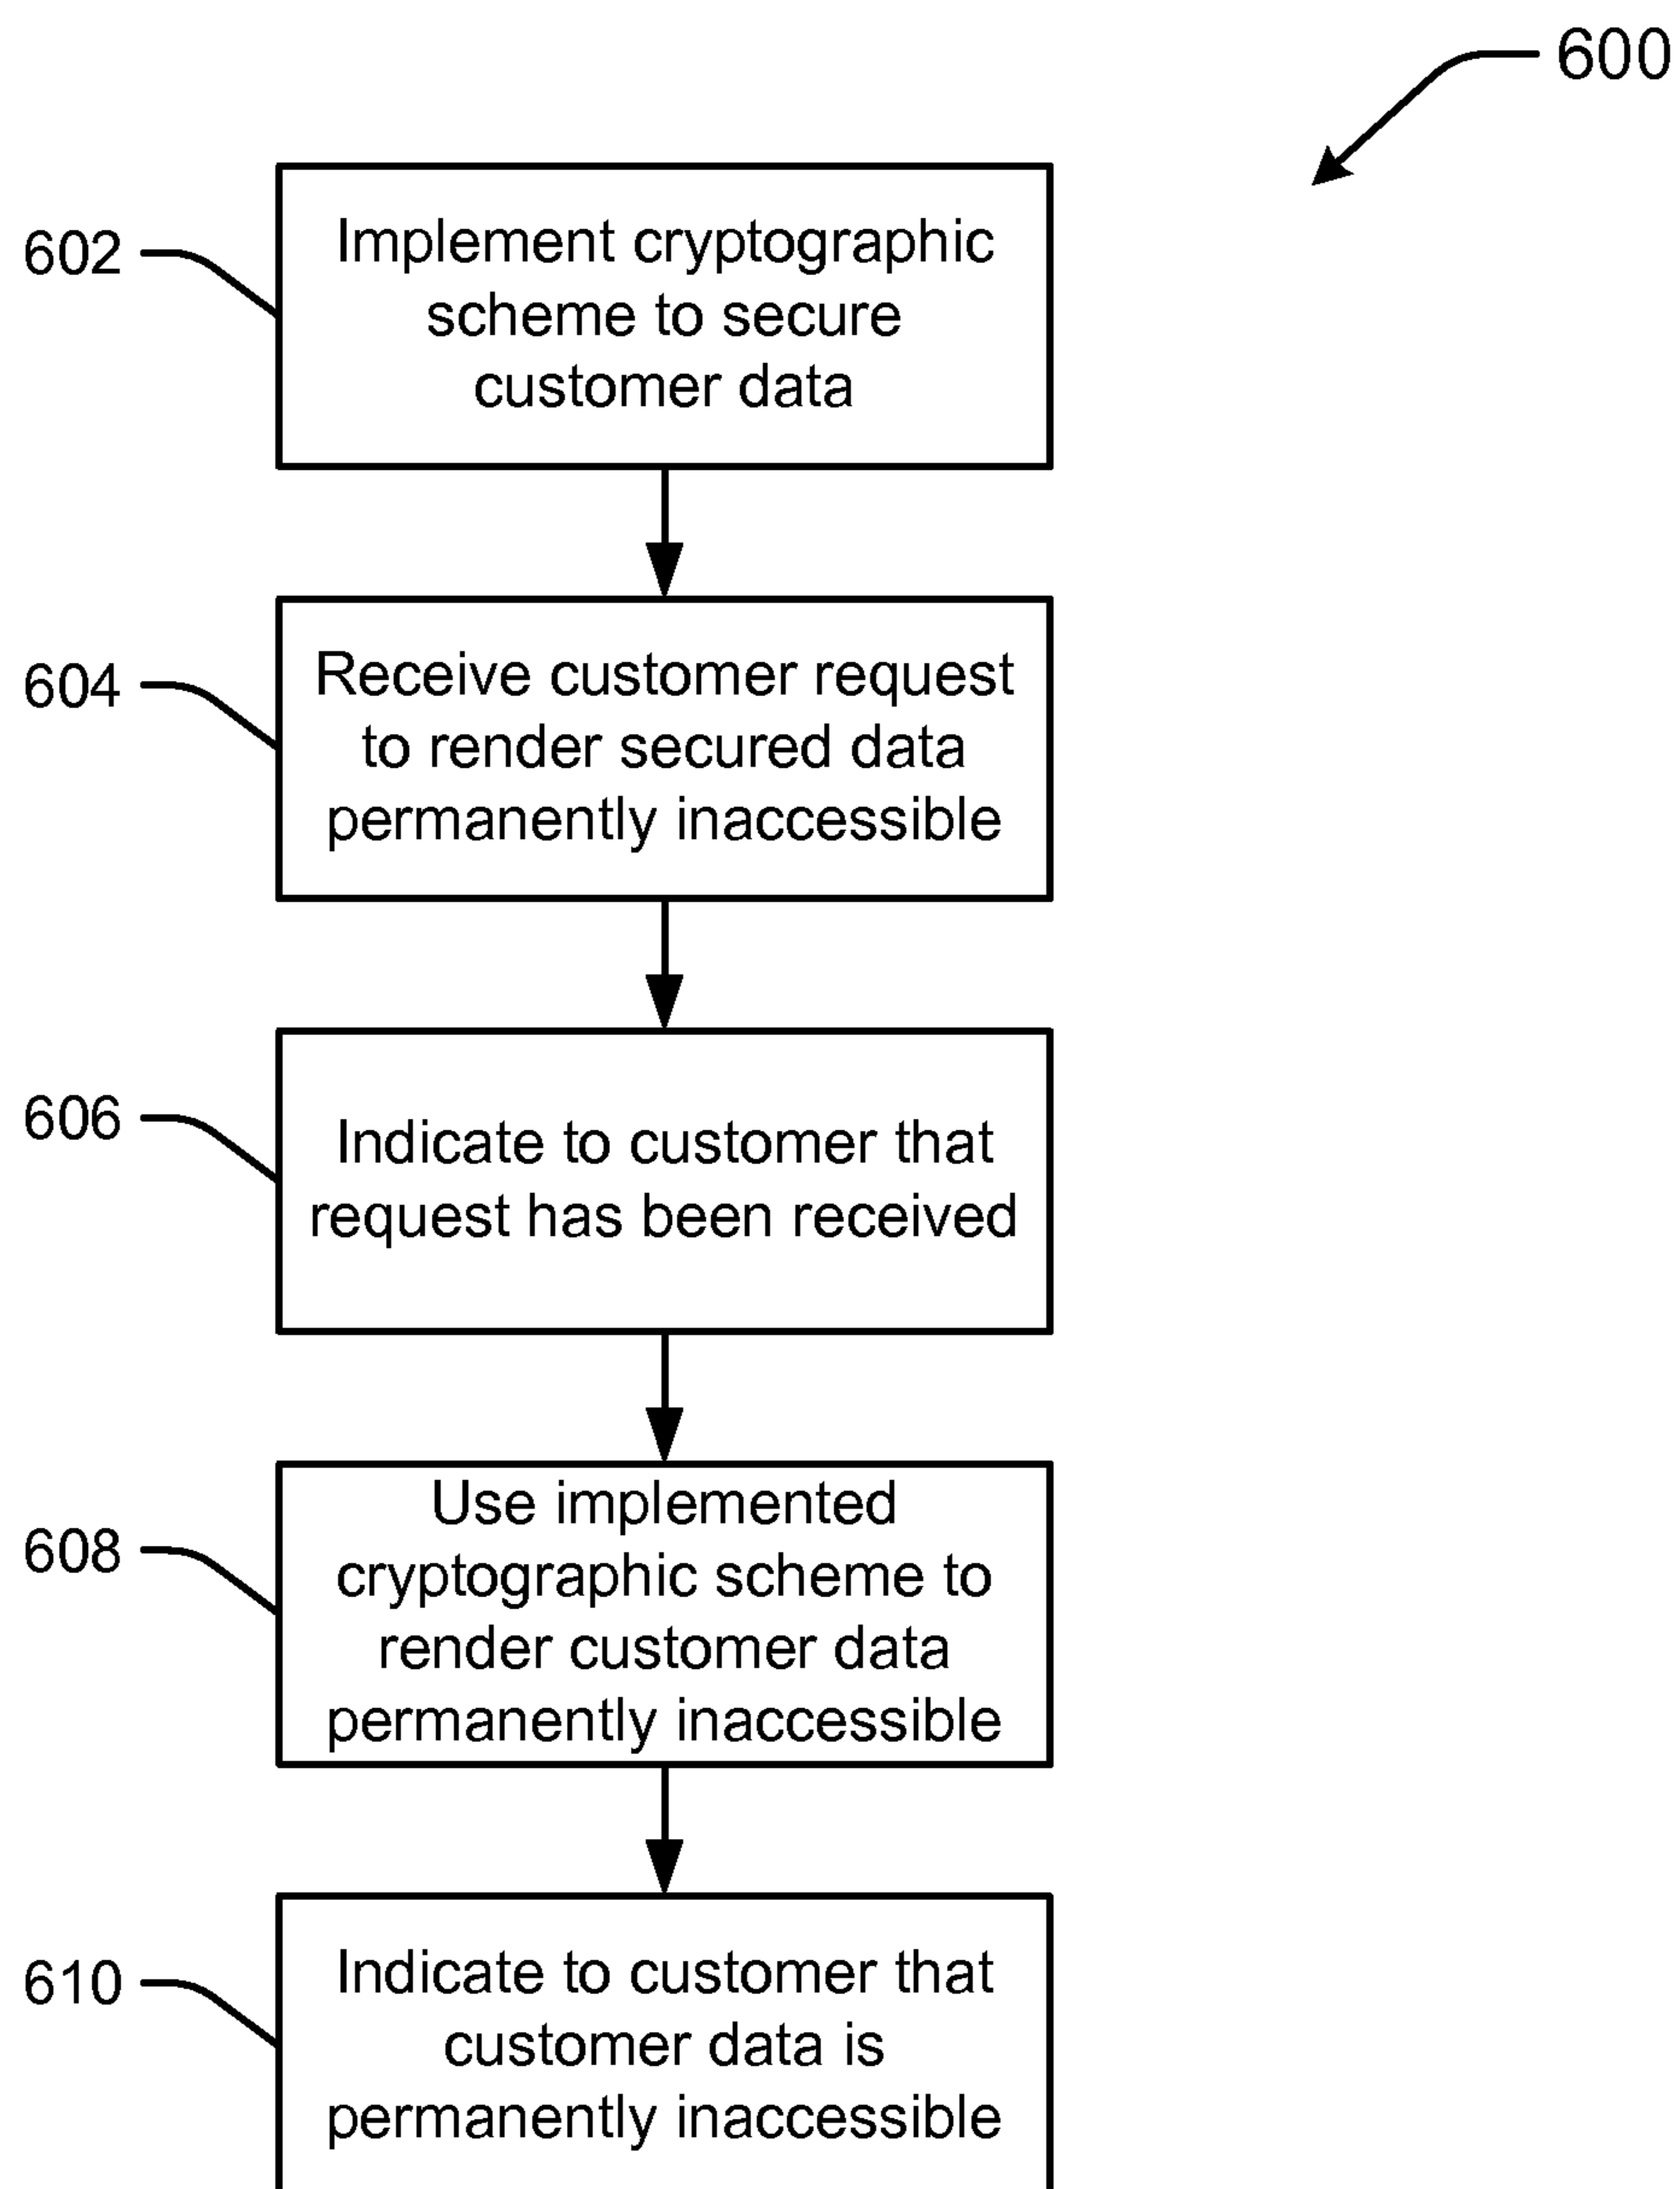 600
602
Implement cryptographic
scheme to secure
customer data
604
Receive customer request
to render secured data
permanently inaccessible
606
Indicate to customer that
request has been received
608
Use implemented
cryptographic scheme to
render customer data
permanently inaccessible
610
Indicate to customer that
customer data is
permanently inaccessible